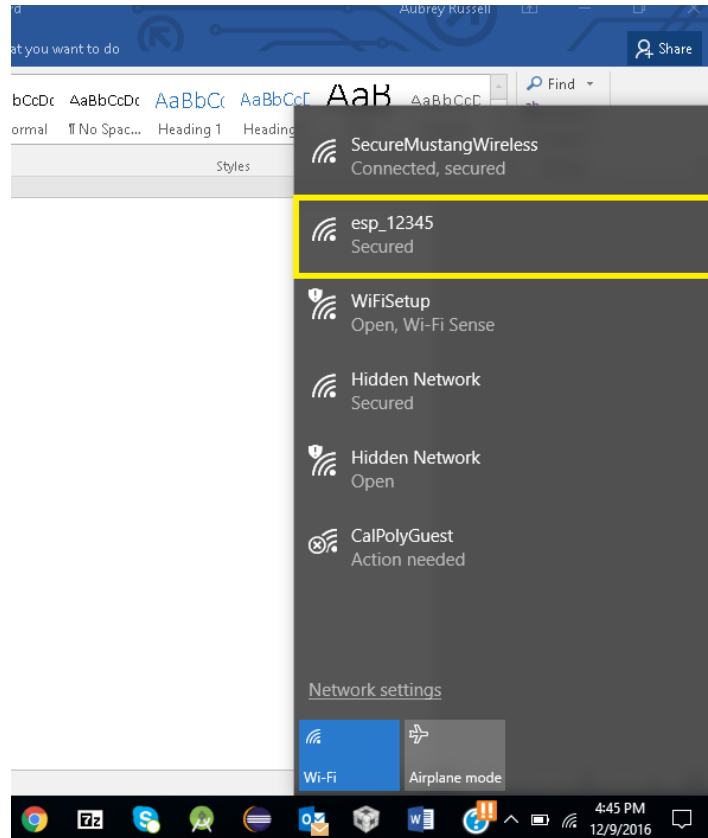 Aubrey Russell
at you want to do
Share
bCcDc AaBbCcDc AaBbCc AaBbCcC AaB AaBbCcC
Find
ormal ¶ No Spac... Heading 1 Heading
Styles
SecureMustangWireless
Connected, secured
esp_12345
Secured
WiFiSetup
Open, Wi-Fi Sense
Hidden Network
Secured
Hidden Network
Open
CalPolyGuest
Action needed
Network settings
Wi-Fi
Airplane mode
7z
4:45 PM
12/9/2016